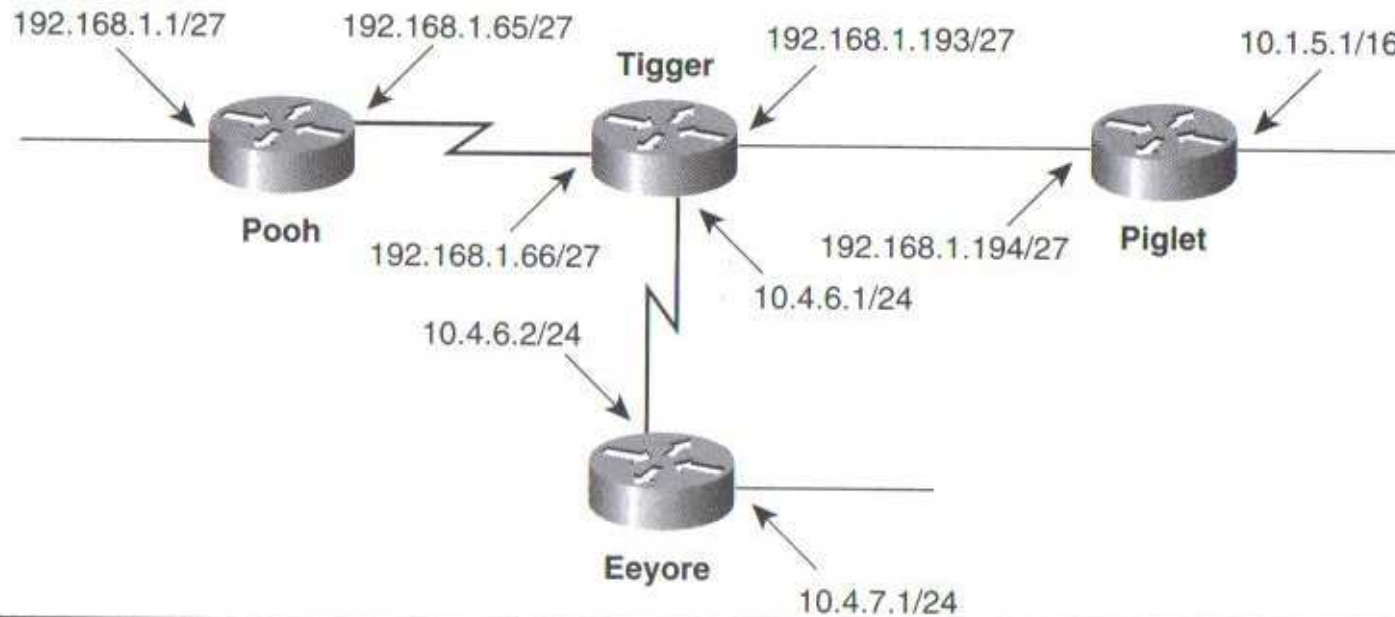 192.168.1.1/27
192.168.1.65/27
Tigger
192.168.1.193/27
10.1.5.1/16
Pooh
192.168.1.66/27
192.168.1.194/27
Piglet
10.4.6.1/24
10.4.6.2/24
Eeyore
10.4.7.1/24